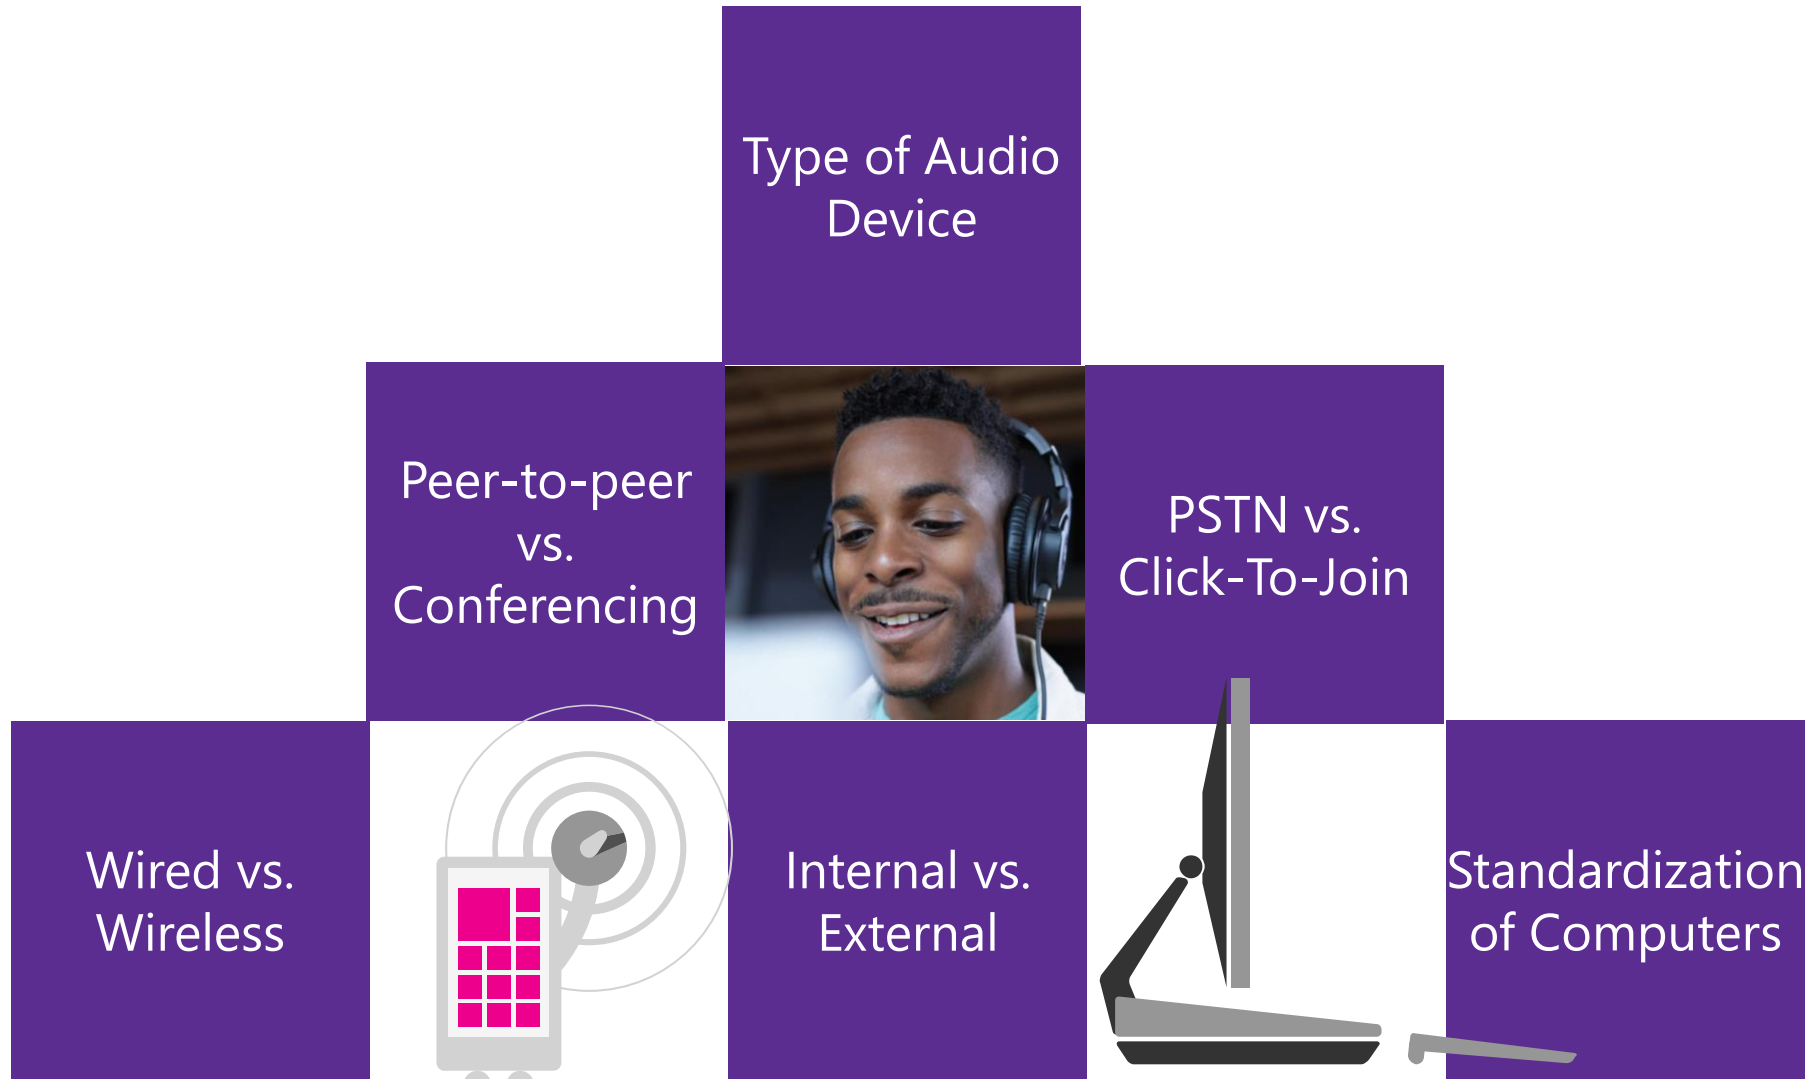 Type of Audio
Device
Peer-to-peer
vs.
Conferencing
PSTN vs.
Click-To-Join
Wired vs.
Wireless
Internal vs.
External
Standardization
of Computers